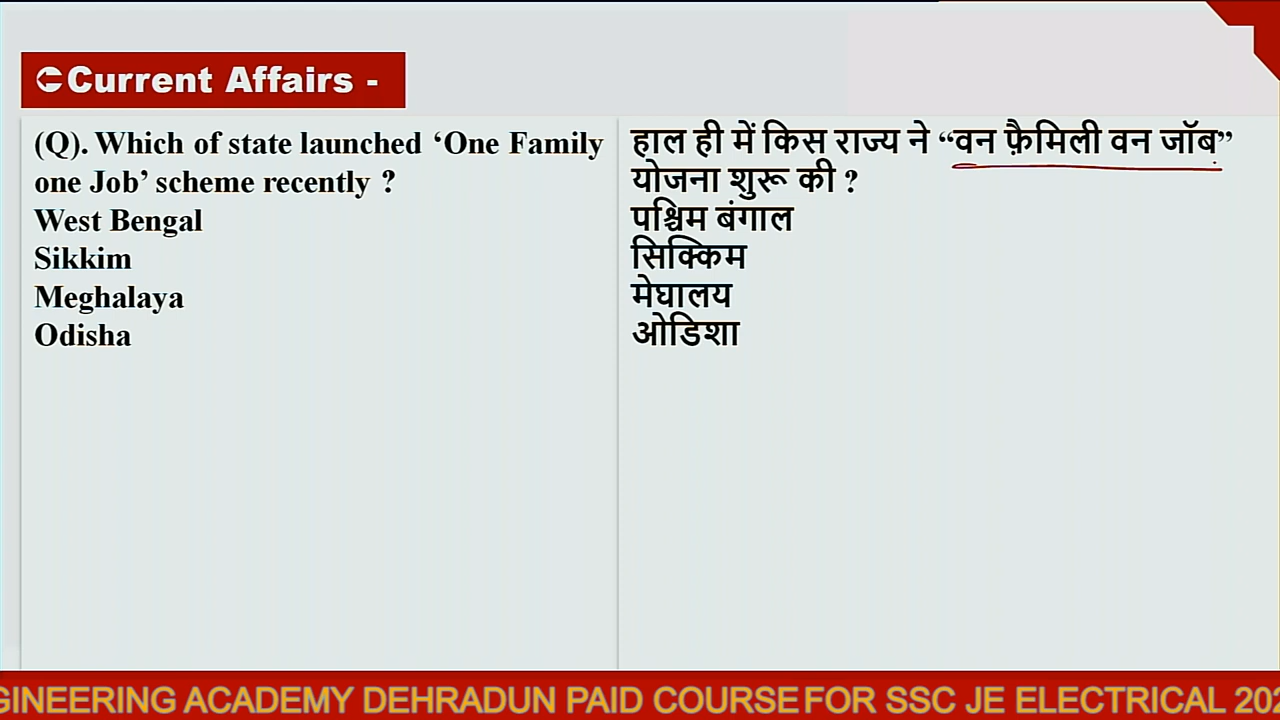 Current Affairs -
(Q). Which of state launched ‘One Family
one Job’ scheme recently ?
West Bengal
Sikkim
Meghalaya
Odisha
हाल ही में किस राज्य ने “वन फ़ैमिली वन जॉब”
योजना शुरू की ?
पश्चिम बंगाल
सिक्किम
मेघालय
ओडिशा
GINEERING ACADEMY DEHRADUN PAID COURSE FOR SSC JE ELECTRICAL 202